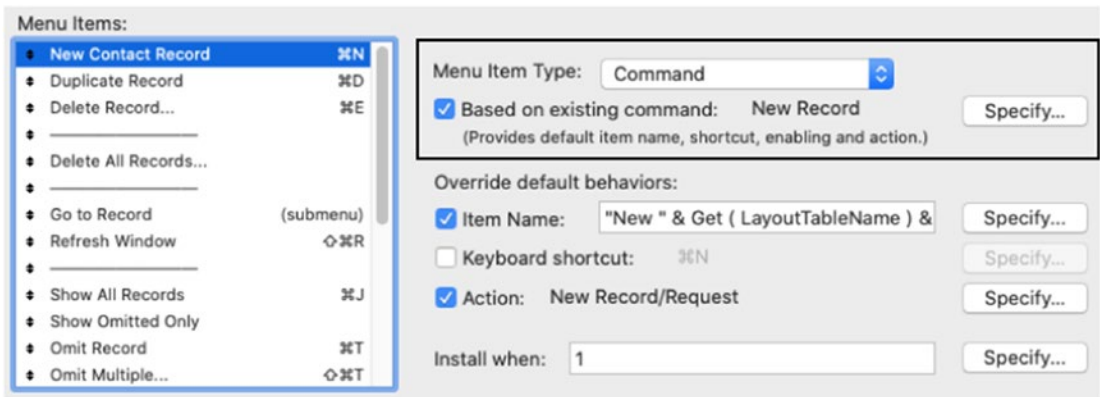 Menu Items:
New Contact Record ⌘N
Duplicate Record ⌘D
Delete Record... ⌘E
Delete All Records...
Go to Record (submenu)
Refresh Window ⇧⌘R
Show All Records ⌘J
Show Omitted Only
Omit Record ⌘T
Omit Multiple... ⇧⌘T
Menu Item Type: Command
Based on existing command: New Record Specify...
(Provides default item name, shortcut, enabling and action.)
Override default behaviors:
Item Name: "New " & Get ( LayoutTableName ) & Specify...
Keyboard shortcut: ⌘N Specify...
Action: New Record/Request Specify...
Install when: 1 Specify...